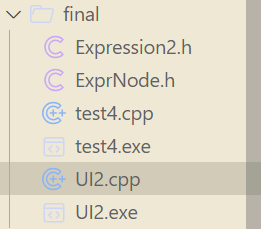 final
Expression2.h
ExprNode.h
test4.cpp
test4.exe
UI2.cpp
UI2.exe